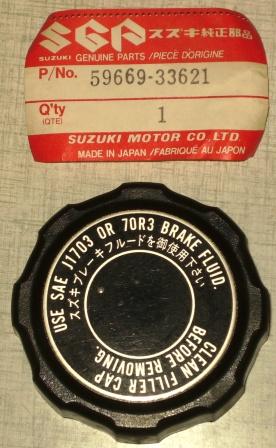 SGP スズキ純正部品
SUZUKI GENUINE PARTS/PIÈCE D'ORIGINE
P/No. 59669-33621
Q'ty 1
(QTE)
SUZUKI MOTOR CO.,LTD.
MADE IN JAPAN/FABRIQUÉ AU JAPON
USE SAE 11703 OR 70R3 BRAKE FLUID.
スズキブレーキフルードを御使用下さい
CLEAN FILLER CAP
BEFORE REMOVING.